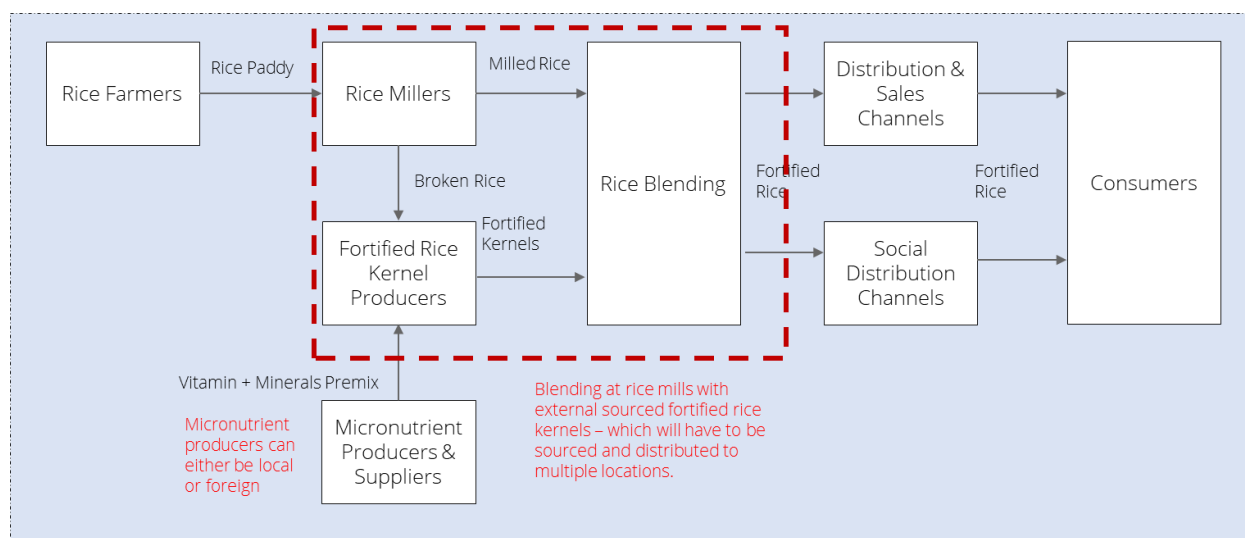 Rice Farmers
Rice Paddy
Rice Millers
Milled Rice
Broken Rice
Fortified Rice
Kernel
Producers
Fortified
Kernels
Rice Blending
Fortified
Rice
Distribution &
Sales
Channels
Social
Distribution
Channels
Fortified
Rice
Consumers
Vitamin + Minerals Premix
Micronutrient
producers can
either be local
or foreign
Micronutrient
Producers &
Suppliers
Blending at rice mills with
external sourced fortified rice
kernels – which will have to be
sourced and distributed to
multiple locations.